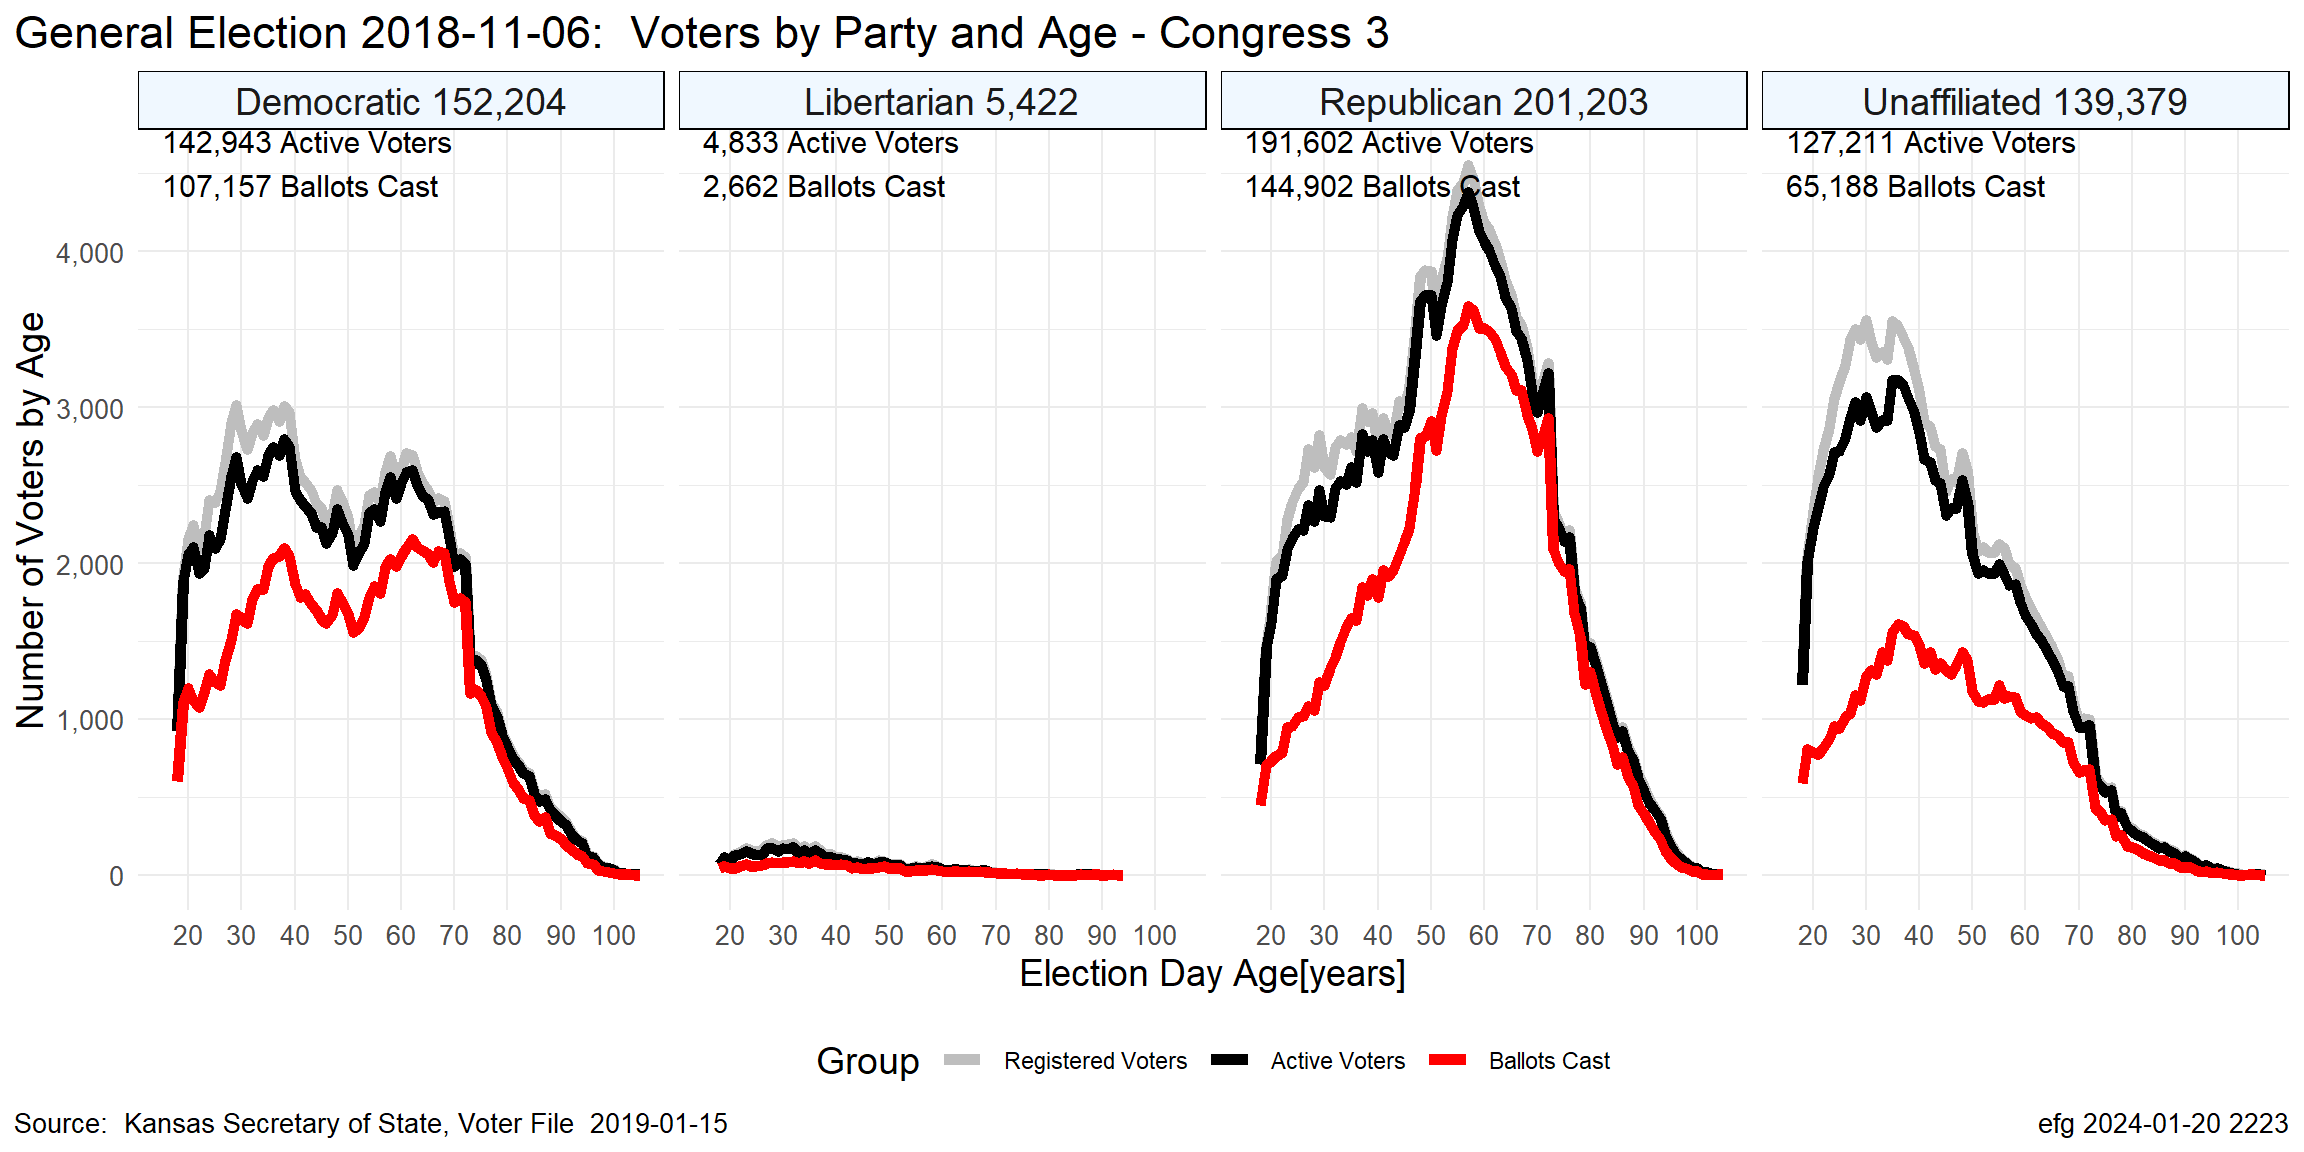 General Election 2018-11-06:  Voters by Party and Age - Congress 3
Democratic 152,204
Libertarian 5,422
Republican 201,203
Unaffiliated 139,379
142,943 Active Voters
107,157 Ballots Cast
4,833 Active Voters
2,662 Ballots Cast
191,602 Active Voters
144,902 Ballots Cast
127,211 Active Voters
65,188 Ballots Cast
Number of Voters by Age
4,000
3,000
2,000
1,000
0
20 30 40 50 60 70 80 90 100
20 30 40 50 60 70 80 90 100
20 30 40 50 60 70 80 90 100
20 30 40 50 60 70 80 90 100
Election Day Age[years]
Group Registered Voters Active Voters Ballots Cast
Source:  Kansas Secretary of State, Voter File  2019-01-15
efg 2024-01-20 2223